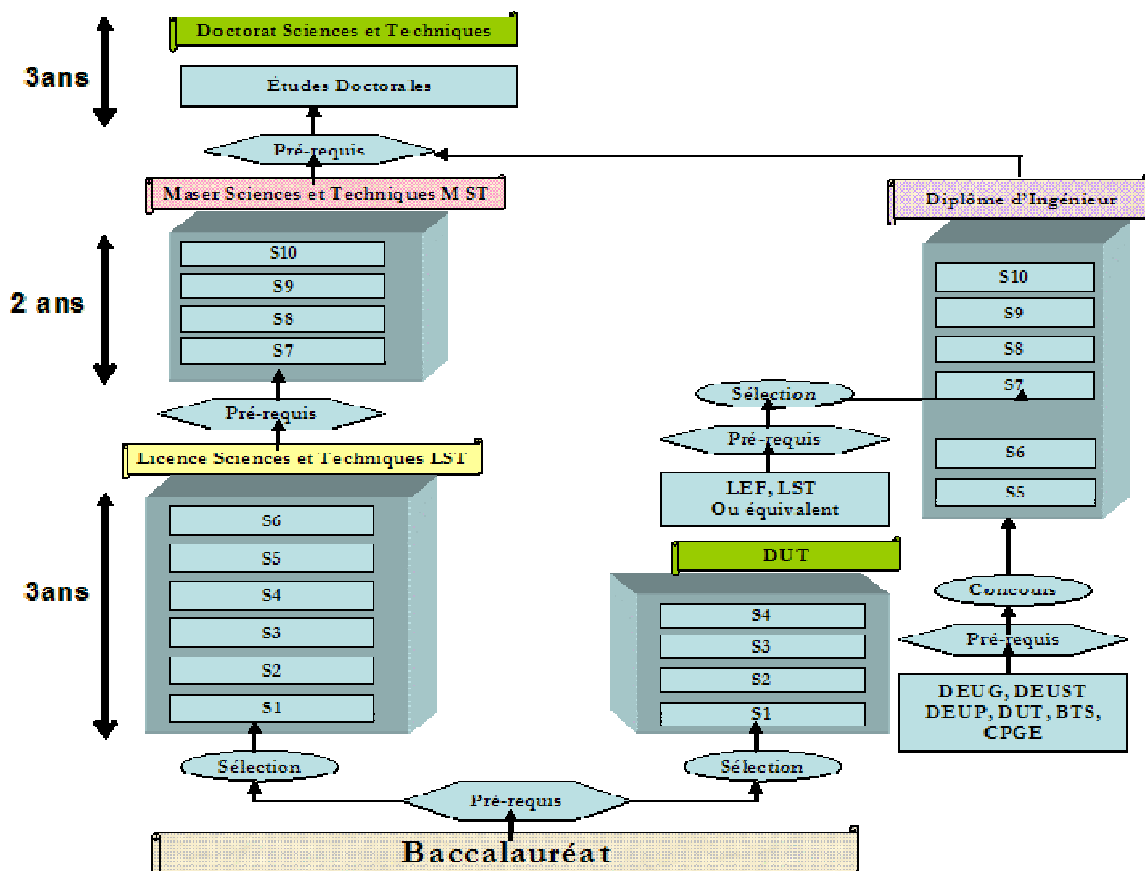 Doctorat Sciences et Techniques
3ans
Études Doctorales
Pré-requis
Maser Sciences et Techniques MST
Diplôme d'Ingénieur
2 ans
S10
S9
S8
S7
S10
S9
S8
S7
S6
S5
Sélection
Pré-requis
Pré-requis
Licence Sciences et Techniques LST
LEF, LST
Ou équivalent
DUT
3ans
S6
S5
S4
S3
S2
S1
S4
S3
S2
S1
Concours
Pré-requis
DEUG, DEUST
DEUP, DUT, BTS,
CPGE
Sélection
Sélection
Pré-requis
Baccalauréat